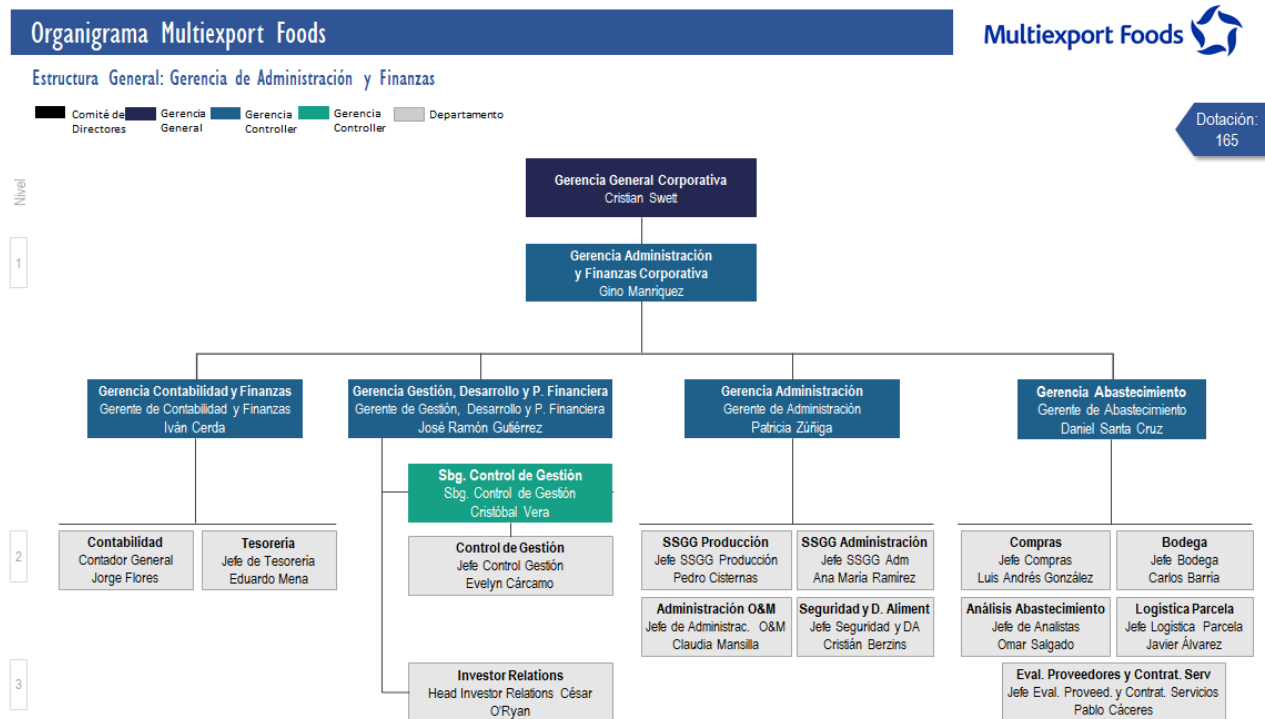 Organigrama Multiexport Foods
Multiexport Foods
Estructura General: Gerencia de Administración y Finanzas
Comité de
Directores
Gerencia
General
Gerencia
Controller
Gerencia
Controller
Departamento
Dotación:
165
Nivel
Gerencia General Corporativa
Cristian Swett
1
Gerencia Administración
y Finanzas Corporativa
Gino Manríquez
Gerencia Contabilidad y Finanzas
Gerente de Contabilidad y Finanzas
Iván Cerda
Gerencia Gestión, Desarrollo y P. Financiera
Gerente de Gestión, Desarrollo y P. Financiera
José Ramón Gutiérrez
Gerencia Administración
Gerente de Administración
Patricia Zúñiga
Gerencia Abastecimiento
Gerente de Abastecimiento
Daniel Santa Cruz
Sbg. Control de Gestión
Sbg. Control de Gestión
Cristóbal Vera
2
Contabilidad
Contador General
Jorge Flores
Tesorería
Jefe de Tesorería
Eduardo Mena
Control de Gestión
Jefe Control Gestión
Evelyn Cárcamo
SSGG Producción
Jefe SSGG Producción
Pedro Cisternas
SSGG Administración
Jefe SSGG Adm
Ana María Ramírez
Compras
Jefe Compras
Luis Andrés González
Bodega
Jefe Bodega
Carlos Barría
Administración O&M
Jefe de Administrac. O&M
Claudia Mansilla
Seguridad y D. Aliment
Jefe Seguridad y DA
Cristián Berzins
Análisis Abastecimiento
Jefe de Analistas
Omar Salgado
Logística Parcela
Jefe Logística Parcela
Javier Álvarez
3
Investor Relations
Head Investor Relations César
O'Ryan
Eval. Proveedores y Contrat. Serv
Jefe Eval. Proveed. y Contrat. Servicios
Pablo Cáceres